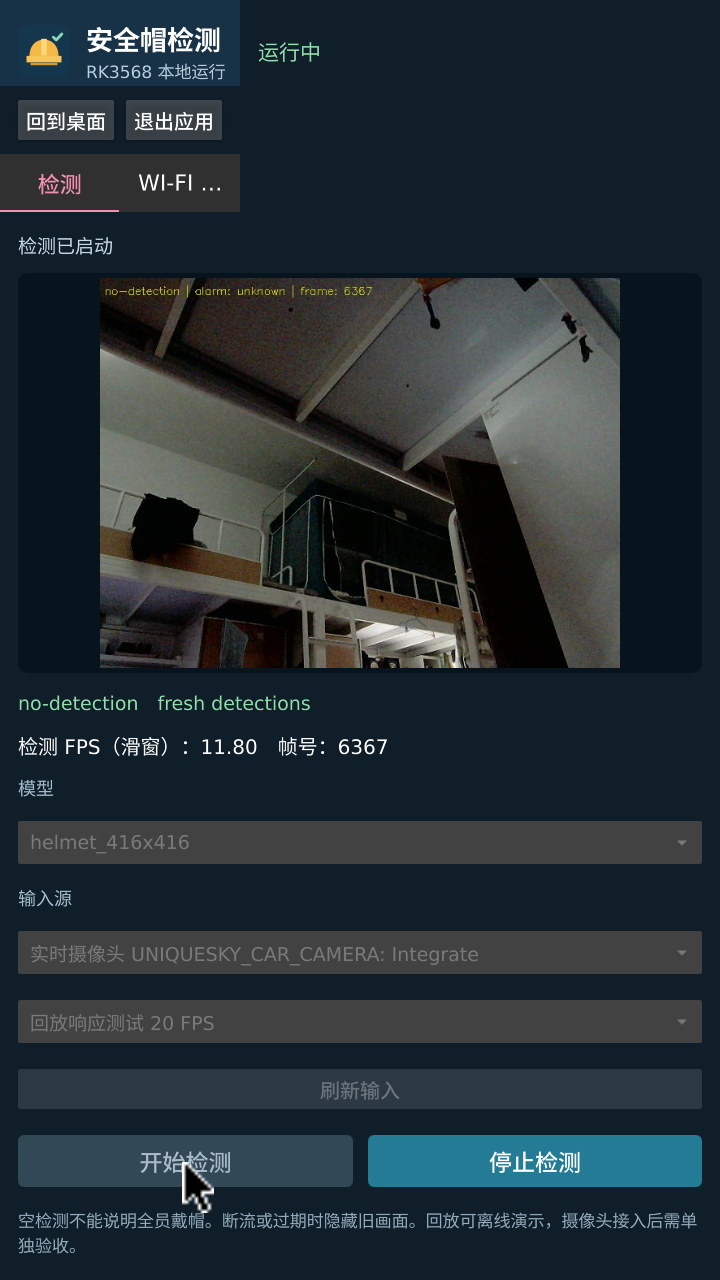 安全帽检测
RK3568 本地运行
运行中
回到桌面
退出应用
检测
WI-FI ...
检测已启动
no-detection | alarm: unknown | frame: 6367
no-detection fresh detections
检测 FPS（滑窗）：11.80 帧号：6367
模型
helmet_416x416
输入源
实时摄像头 UNIQUESKY_CAR_CAMERA: Integrate
回放响应测试 20 FPS
刷新输入
开始检测
停止检测
空检测不能说明全员戴帽。断流或过期时隐藏旧画面。回放可离线演示，摄像头接入后需单
独验收。